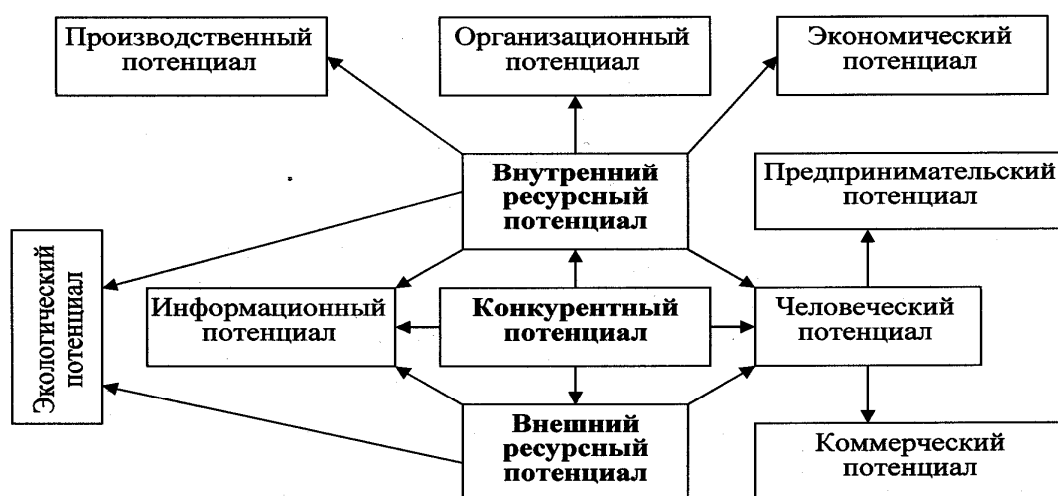 Производственный
потенциал
Организационный
потенциал
Экономический
потенциал
Внутренний
ресурсный
потенциал
Предпринимательский
потенциал
Экологический
потенциал
Информационный
потенциал
Конкурентный
потенциал
Человеческий
потенциал
Внешний
ресурсный
потенциал
Коммерческий
потенциал